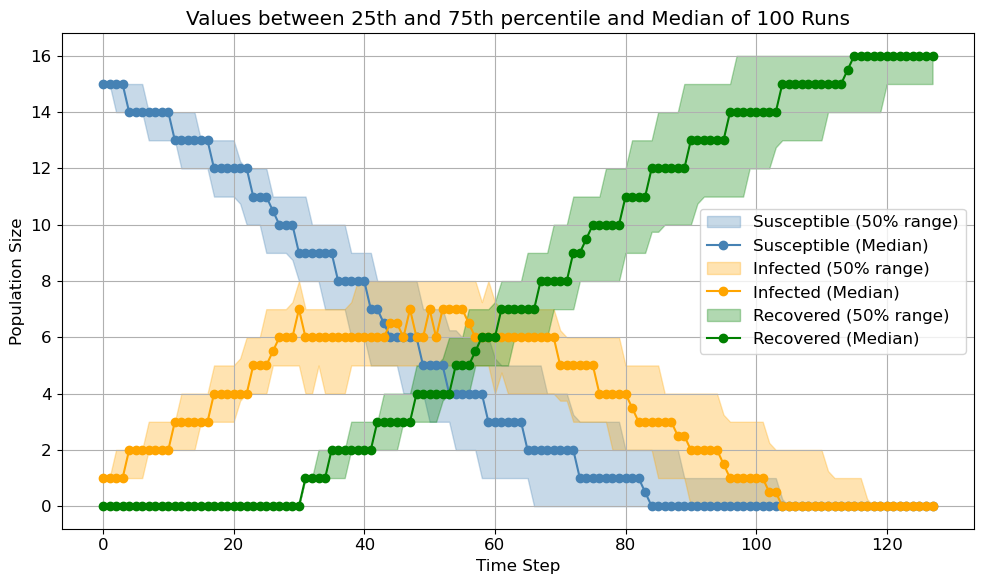 Values between 25th and 75th percentile and Median of 100 Runs
Population Size
16
14
12
10
8
6
4
2
0
Susceptible (50% range)
Susceptible (Median)
Infected (50% range)
Infected (Median)
Recovered (50% range)
Recovered (Median)
0
20
40
60
80
100
120
Time Step